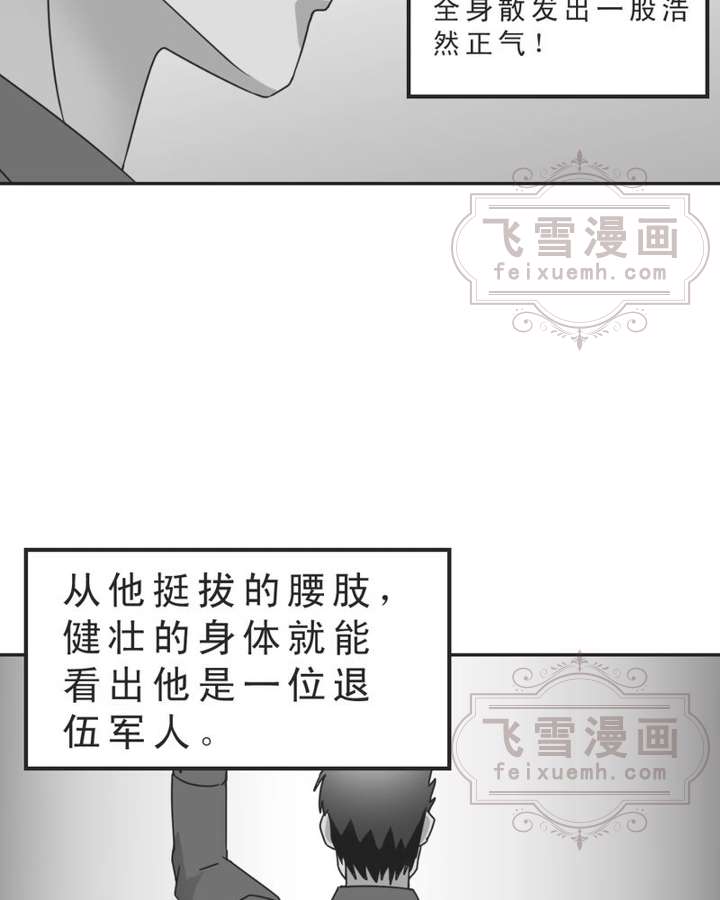 全身散发出一股浩
然正气！
飞雪漫画
feixuemh.com
从他挺拔的腰肢，
健壮的身体就能
看出他是一位退
伍军人。
飞雪漫画
feixuemh.com